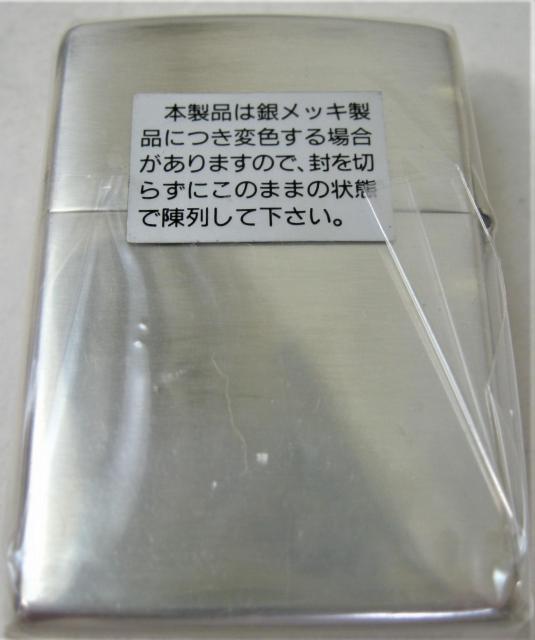 本製品は銀メッキ製
品につき変色する場合
がありますので、封を切
らずにこのままの状態
で陳列して下さい。